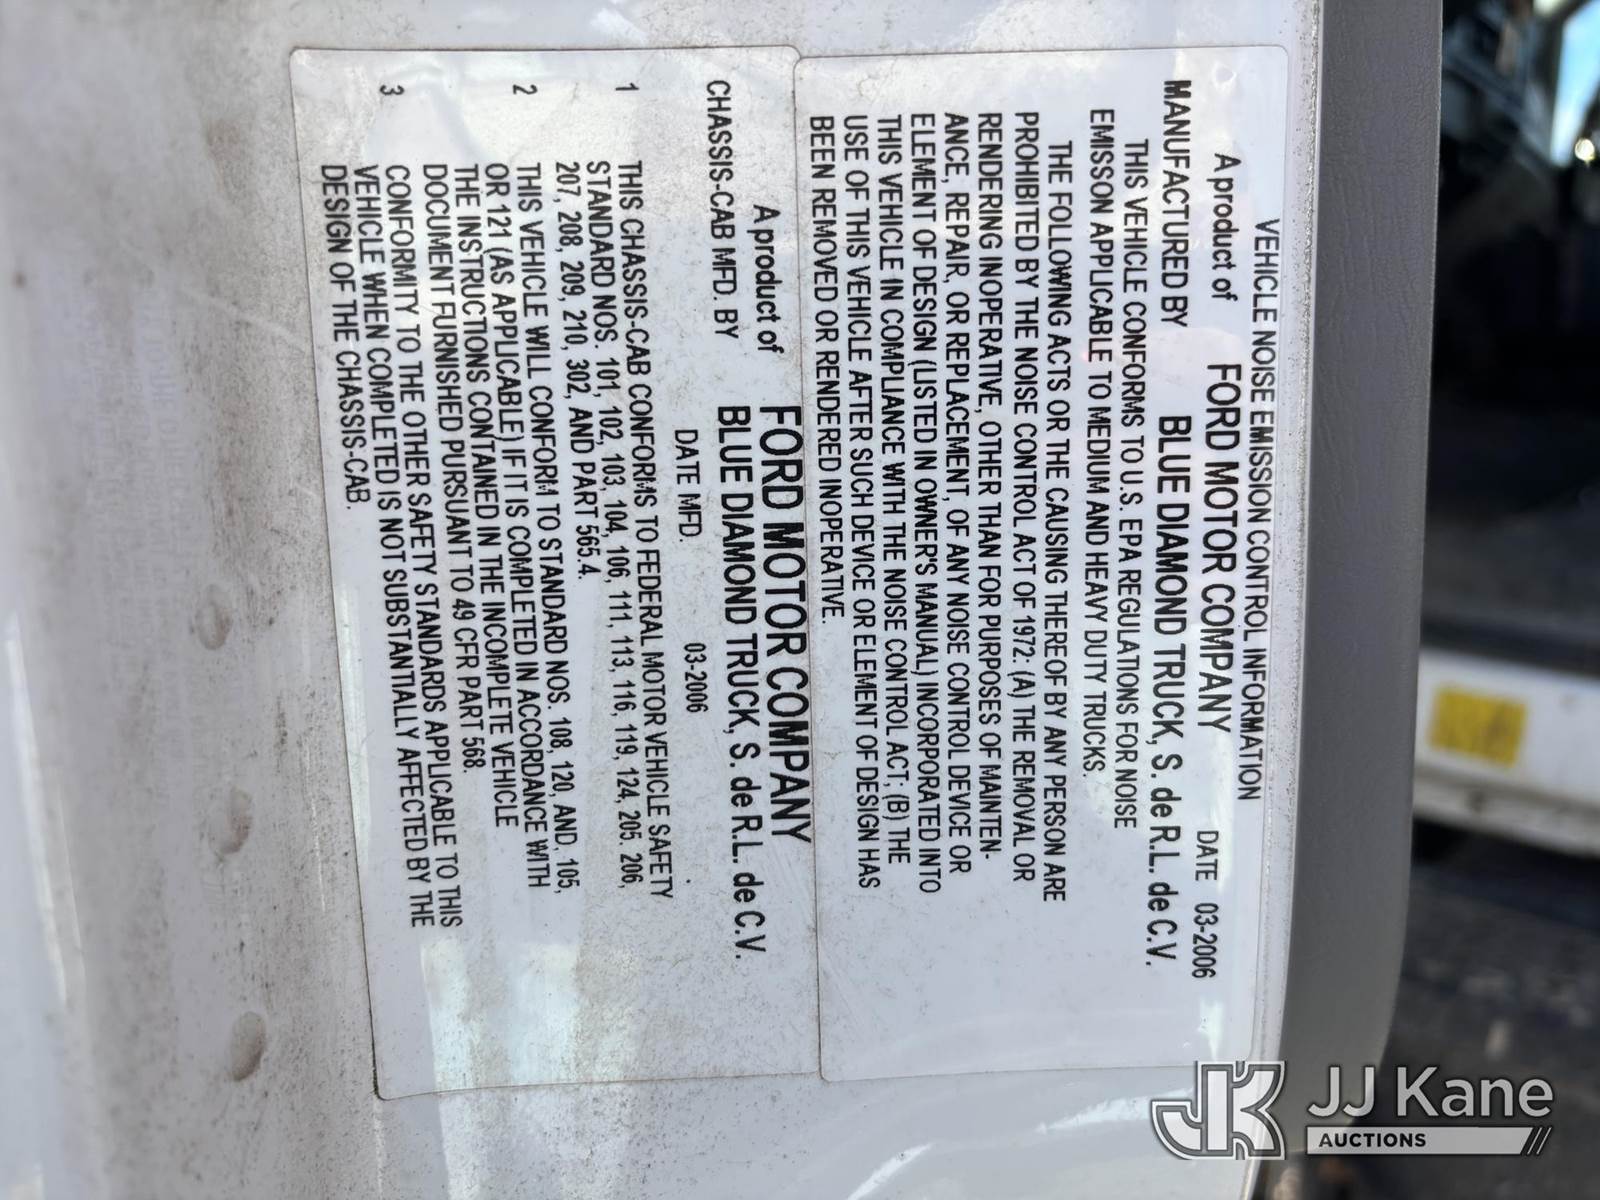 VEHICLE NOISE EMISSION CONTROL INFORMATION
A product of FORD MOTOR COMPANY DATE 03-2006
MANUFACTURED BY BLUE DIAMOND TRUCK, S. de R.L. de C.V.
THIS VEHICLE CONFORMS TO U.S. EPA REGULATIONS FOR NOISE
EMISSON APPLICABLE TO MEDIUM AND HEAVY DUTY TRUCKS.
THE FOLLOWING ACTS OR THE CAUSING THEREOF BY ANY PERSON ARE
PROHIBITED BY THE NOISE CONTROL ACT OF 1972: (A) THE REMOVAL OR
RENDERING INOPERATIVE, OTHER THAN FOR PURPOSES OF MAINTEN-
ANCE, REPAIR, OR REPLACEMENT, OF ANY NOISE CONTROL DEVICE OR
ELEMENT OF DESIGN (LISTED IN OWNER'S MANUAL) INCORPORATED INTO
THIS VEHICLE IN COMPLIANCE WITH THE NOISE CONTROL ACT; (B) THE
USE OF THIS VEHICLE AFTER SUCH DEVICE OR ELEMENT OF DESIGN HAS
BEEN REMOVED OR RENDERED INOPERATIVE.
A product of FORD MOTOR COMPANY
CHASSIS-CAB MFD. BY BLUE DIAMOND TRUCK, S. de R.L. de C.V.
DATE MFD. 03-2006
1 THIS CHASSIS-CAB CONFORMS TO FEDERAL MOTOR VEHICLE SAFETY
STANDARD NOS. 101, 102, 103, 104, 106, 111, 113, 116, 119, 124, 205. 206,
207, 208, 209, 210, 302, AND PART 565.4.
2 THIS VEHICLE WILL CONFORM TO STANDARD NOS. 108, 120, AND, 105,
OR 121 (AS APPLICABLE) IF IT IS COMPLETED IN ACCORDANCE WITH
THE INSTRUCTIONS CONTAINED IN THE INCOMPLETE VEHICLE
DOCUMENT FURNISHED PURSUANT TO 49 CFR PART 568.
3 CONFORMITY TO THE OTHER SAFETY STANDARDS APPLICABLE TO THIS
VEHICLE WHEN COMPLETED IS NOT SUBSTANTIALLY AFFECTED BY THE
DESIGN OF THE CHASSIS-CAB.
JK JJ Kane
AUCTIONS